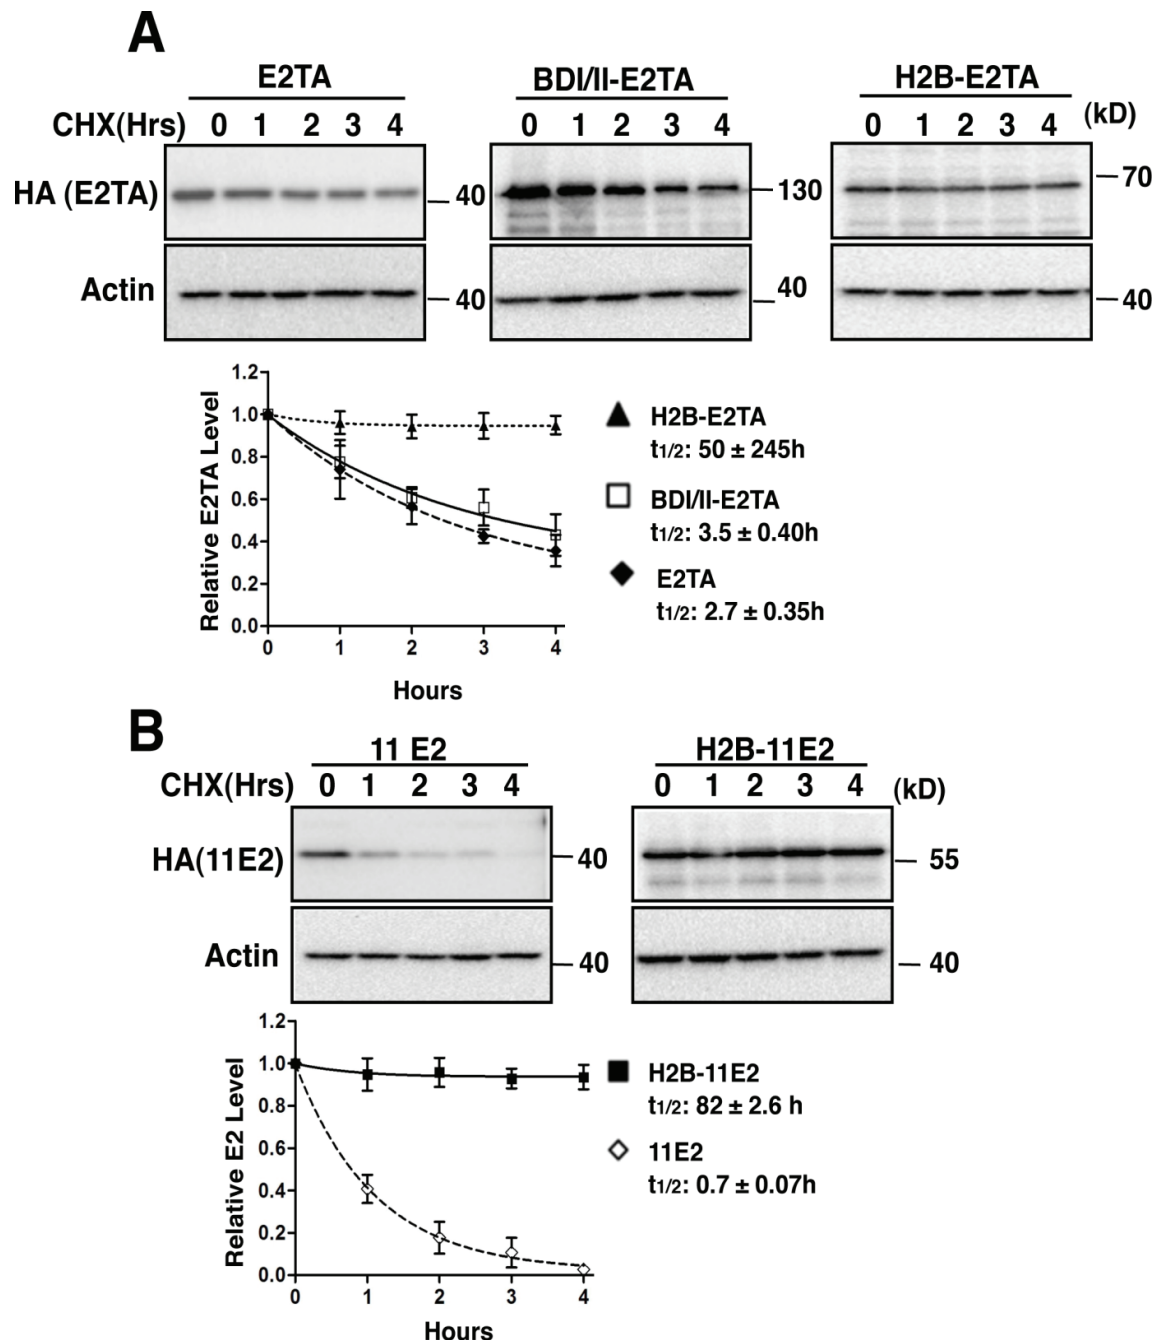 A
E2TA BDI/II-E2TA H2B-E2TA
CHX(Hrs) 0 1 2 3 4 0 1 2 3 4 0 1 2 3 4 (kD)
HA (E2TA) 40 130 70
Actin 40 40 40
1.2
1.0
0.8
0.6
0.4
0.2
0.0
Relative E2TA Level
0 1 2 3 4
Hours
H2B-E2TA
t1/2: 50 ± 245h
BDI/II-E2TA
t1/2: 3.5 ± 0.40h
E2TA
t1/2: 2.7 ± 0.35h
B
11 E2 H2B-11E2
CHX(Hrs) 0 1 2 3 4 0 1 2 3 4 (kD)
HA(11E2) 40 55
Actin 40 40
1.2
1.0
0.8
0.6
0.4
0.2
0.0
Relative E2 Level
0 1 2 3 4
Hours
H2B-11E2
t1/2: 82 ± 2.6 h
11E2
t1/2: 0.7 ± 0.07h